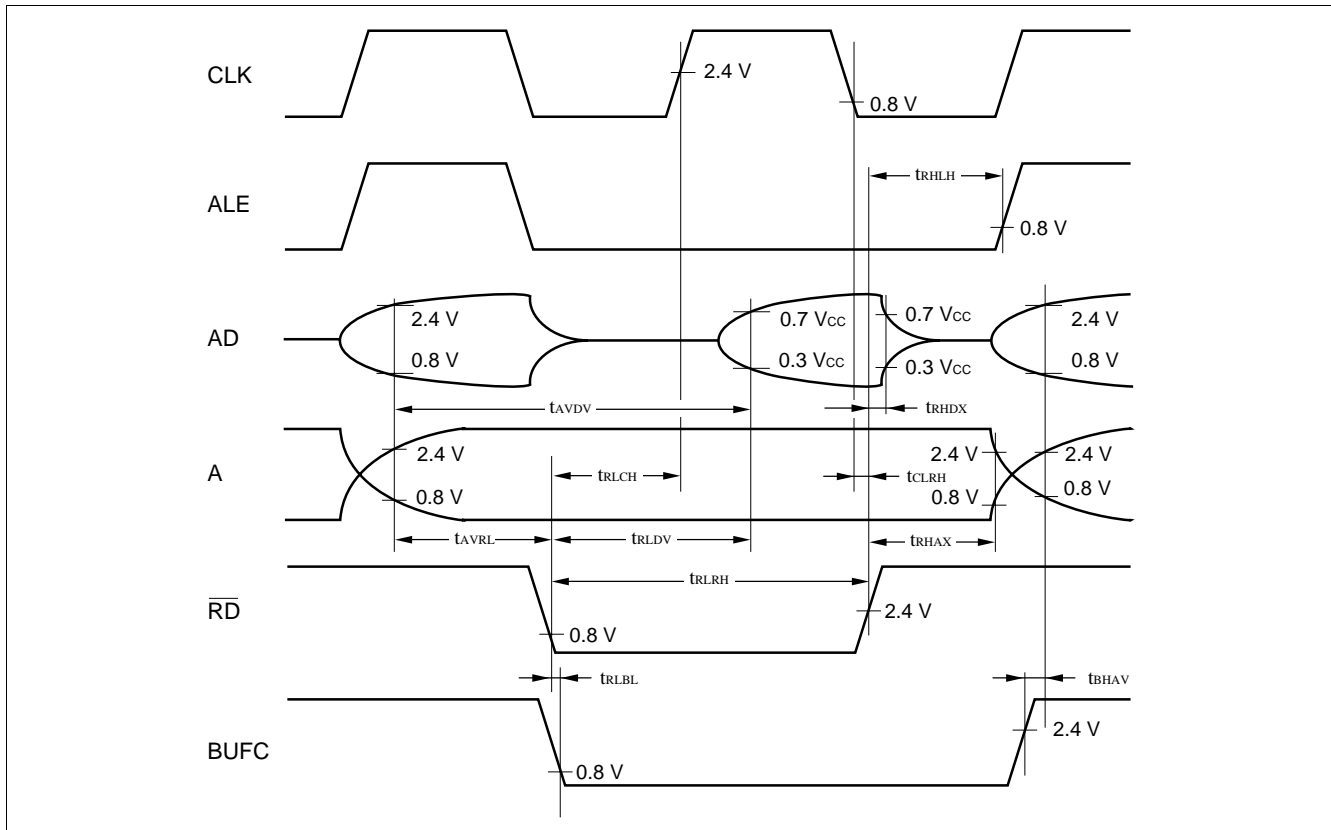 CLK
2.4 V
0.8 V
tRHLH
ALE
0.8 V
AD
2.4 V
0.8 V
0.7 VCC
0.3 VCC
0.7 VCC
0.3 VCC
2.4 V
0.8 V
tAVDV
tRHDX
A
2.4 V
0.8 V
tRLCH
tCLRH
2.4 V
0.8 V
2.4 V
0.8 V
tAVRL
tRLDV
tRHAX
tRLRH
RD
0.8 V
2.4 V
tRLBL
tBHAV
BUFC
0.8 V
2.4 V